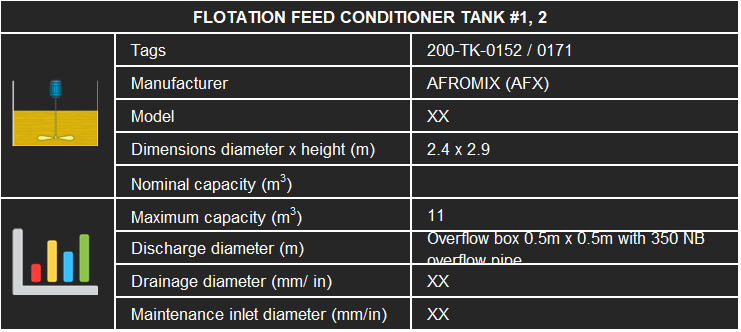 FLOTATION FEED CONDITIONER TANK #1, 2
Tags 200-TK-0152 / 0171
Manufacturer AFROMIX (AFX)
Model XX
Dimensions diameter x height (m) 2.4 x 2.9
Nominal capacity (m³)
Maximum capacity (m³) 11
Discharge diameter (m) Overflow box 0.5m x 0.5m with 350 NB
overflow pipe
Drainage diameter (mm/ in) XX
Maintenance inlet diameter (mm/in) XX